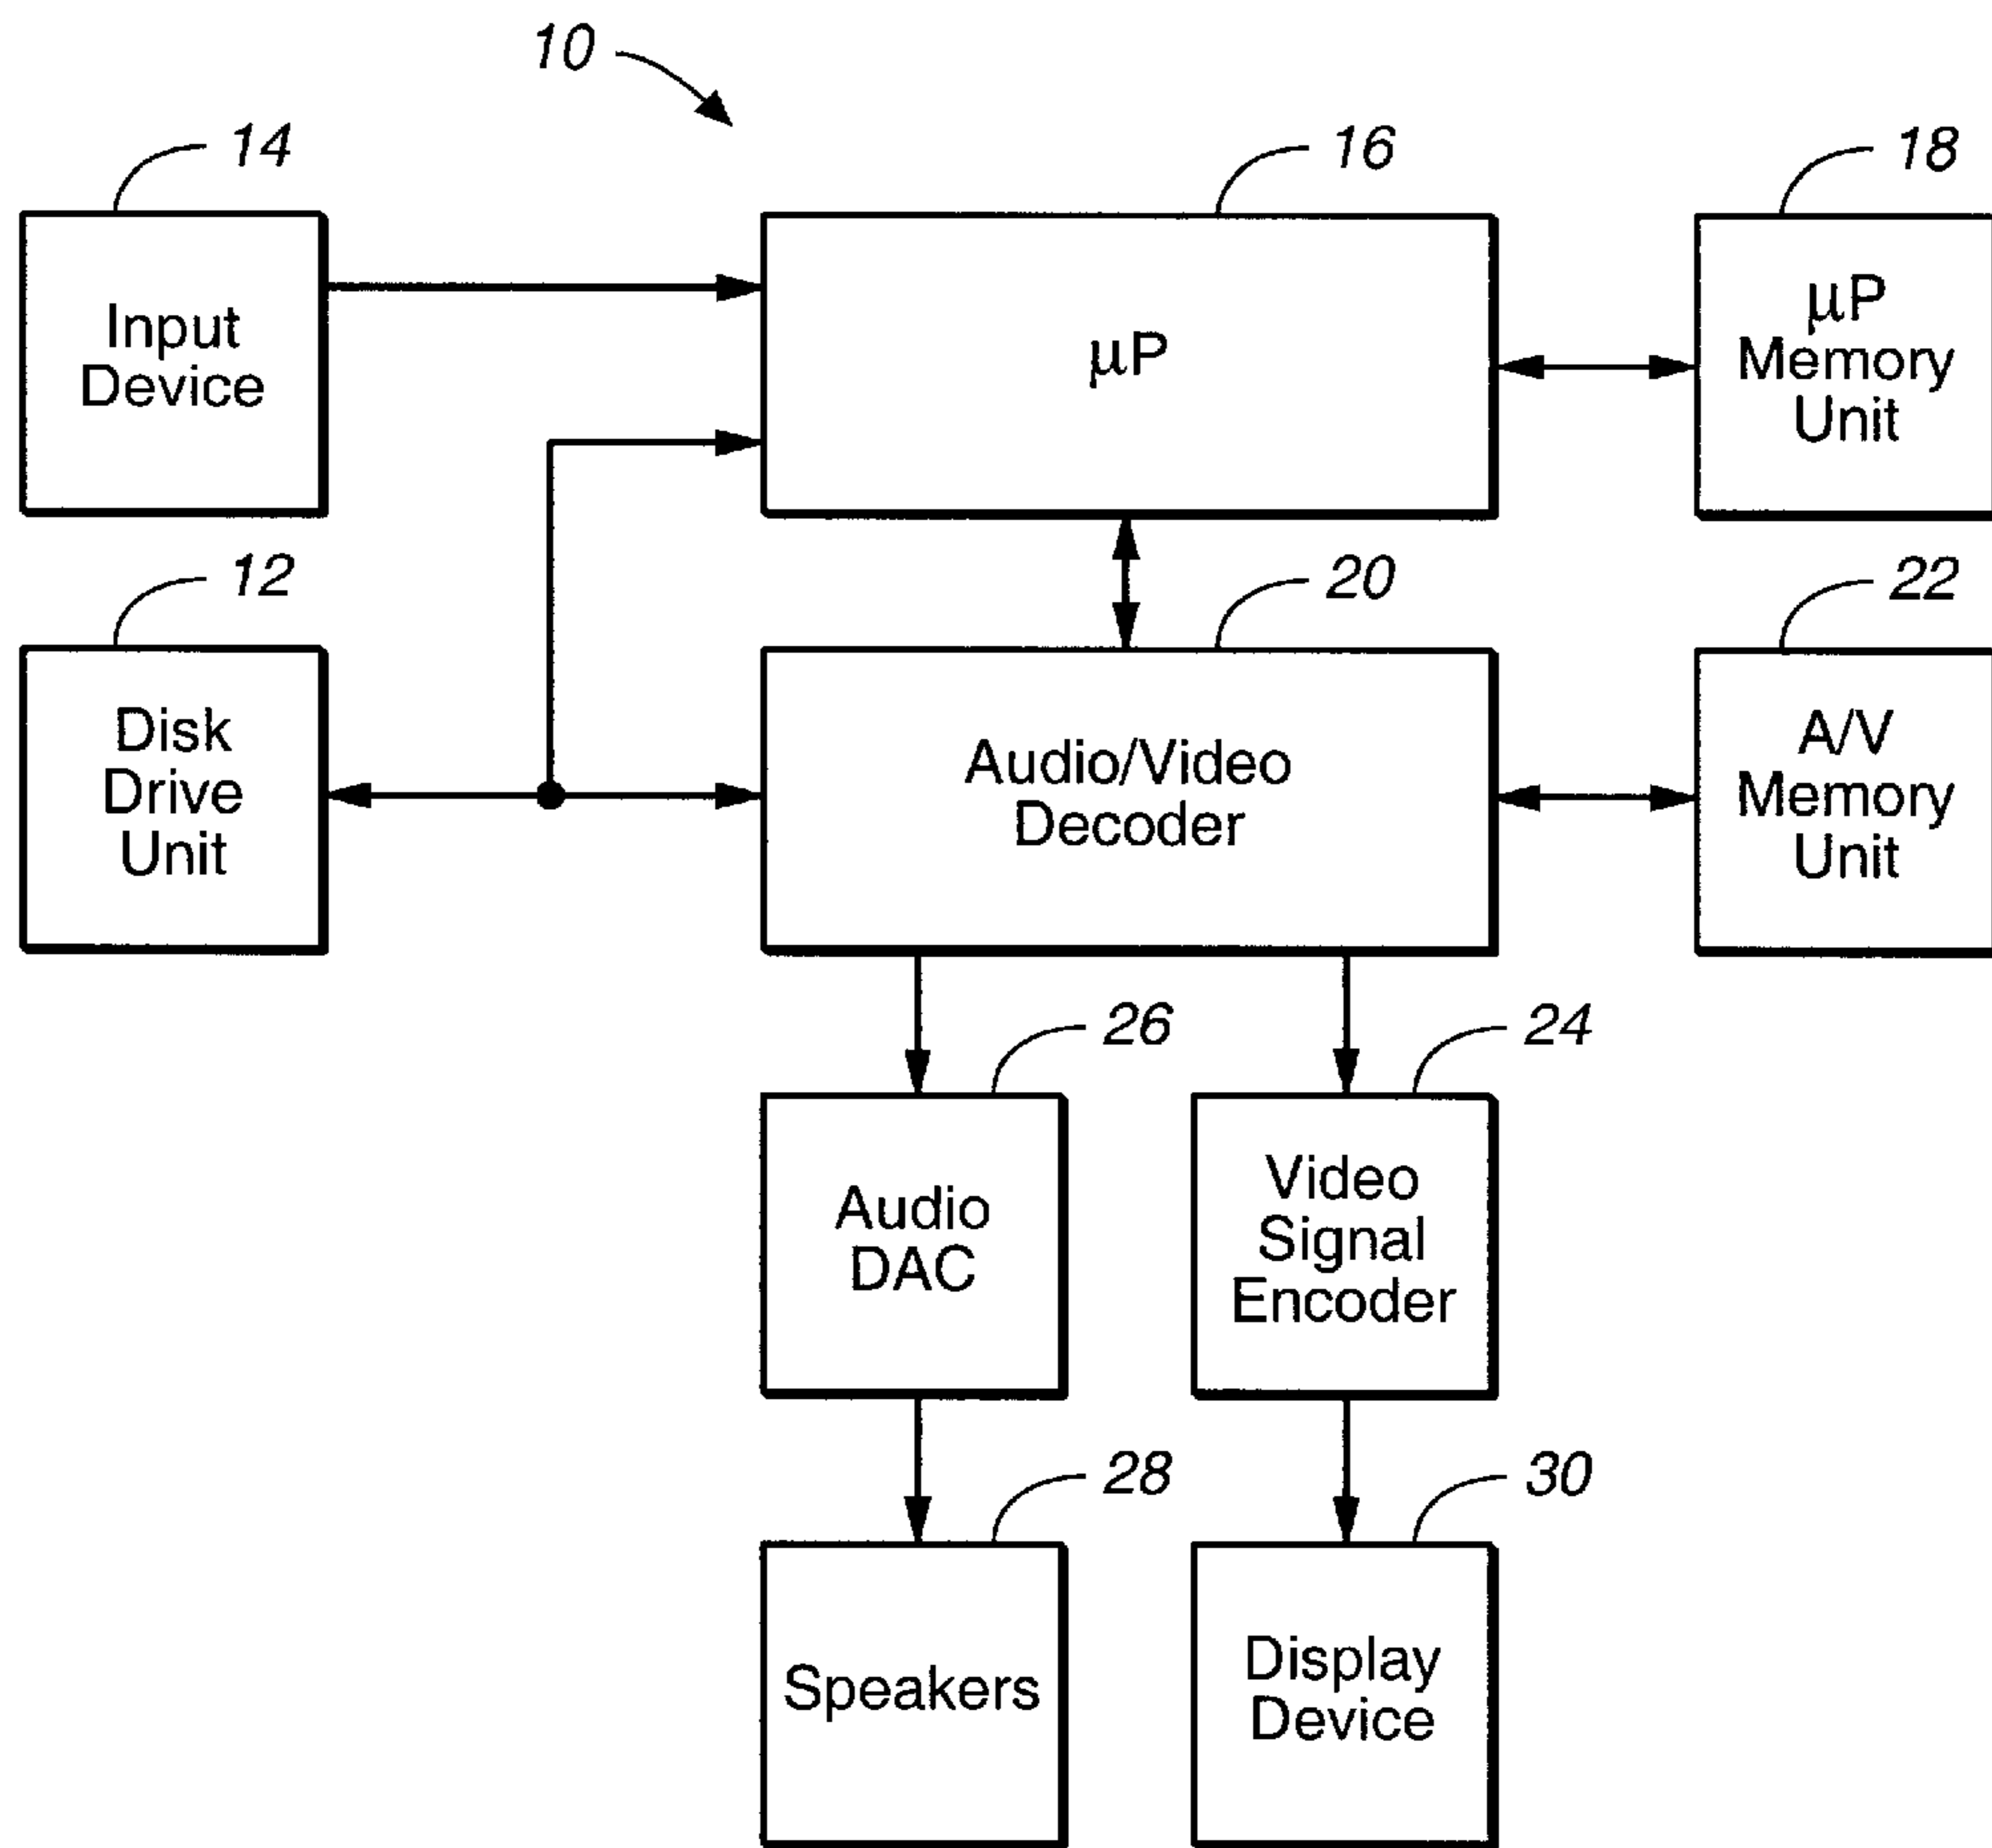 10
14
16
18
Input
Device
μP
μP
Memory
Unit
12
20
22
Disk
Drive
Unit
Audio/Video
Decoder
A/V
Memory
Unit
26
24
Audio
DAC
Video
Signal
Encoder
28
30
Speakers
Display
Device